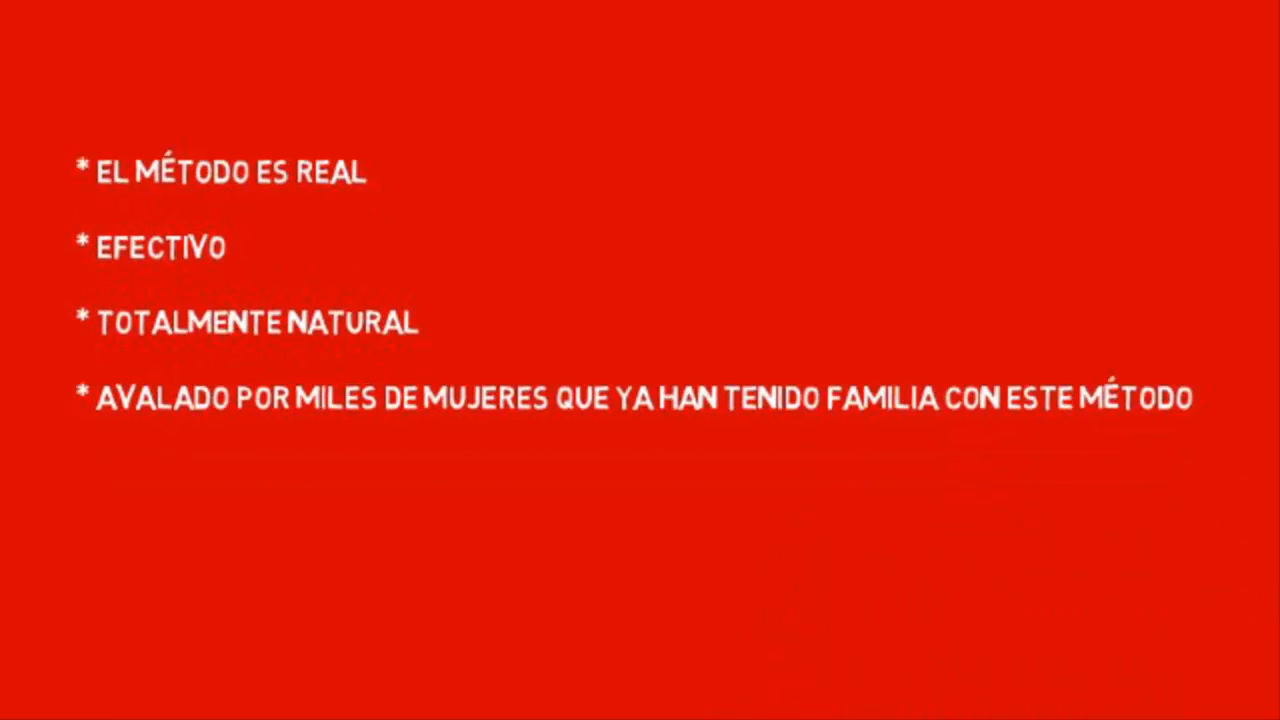 * EL MÉTODO ES REAL
* EFECTIVO
* TOTALMENTE NATURAL
* AVALADO POR MILES DE MUJERES QUE YA HAN TENIDO FAMILIA CON ESTE MÉTODO